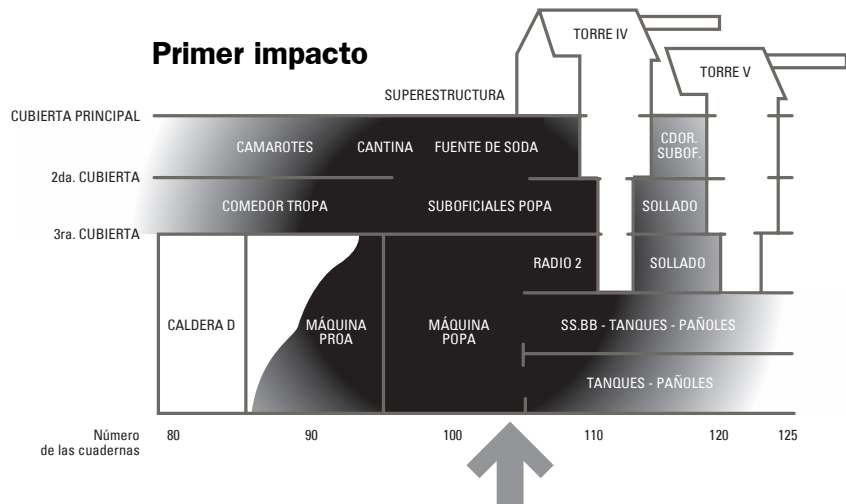 Primer impacto
TORRE IV
TORRE V
SUPERESTRUCTURA
CUBIERTA PRINCIPAL
CAMAROTES
CANTINA
FUENTE DE SODA
CDOR.
SUBOF.
2da. CUBIERTA
COMEDOR TROPA
SUBOFICIALES POPA
SOLLADO
3ra. CUBIERTA
RADIO 2
SOLLADO
CALDERA D
MÁQUINA
PROA
MÁQUINA
POPA
SS.BB - TANQUES - PAÑOLES
TANQUES - PAÑOLES
Número
de las cuadernas
80 90 100 110 120 125